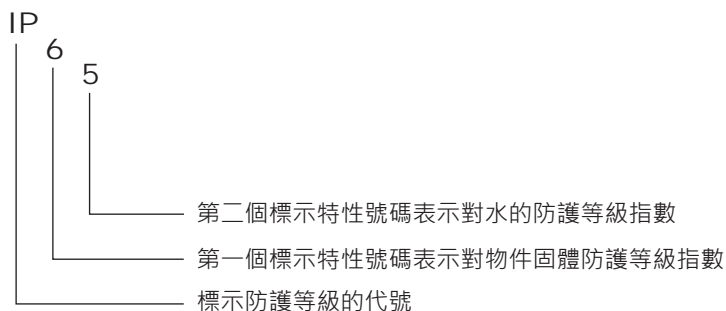 IP
6
5
第二個標示特性號碼表示對水的防護等級指數
第一個標示特性號碼表示對物件固體防護等級指數
標示防護等級的代號